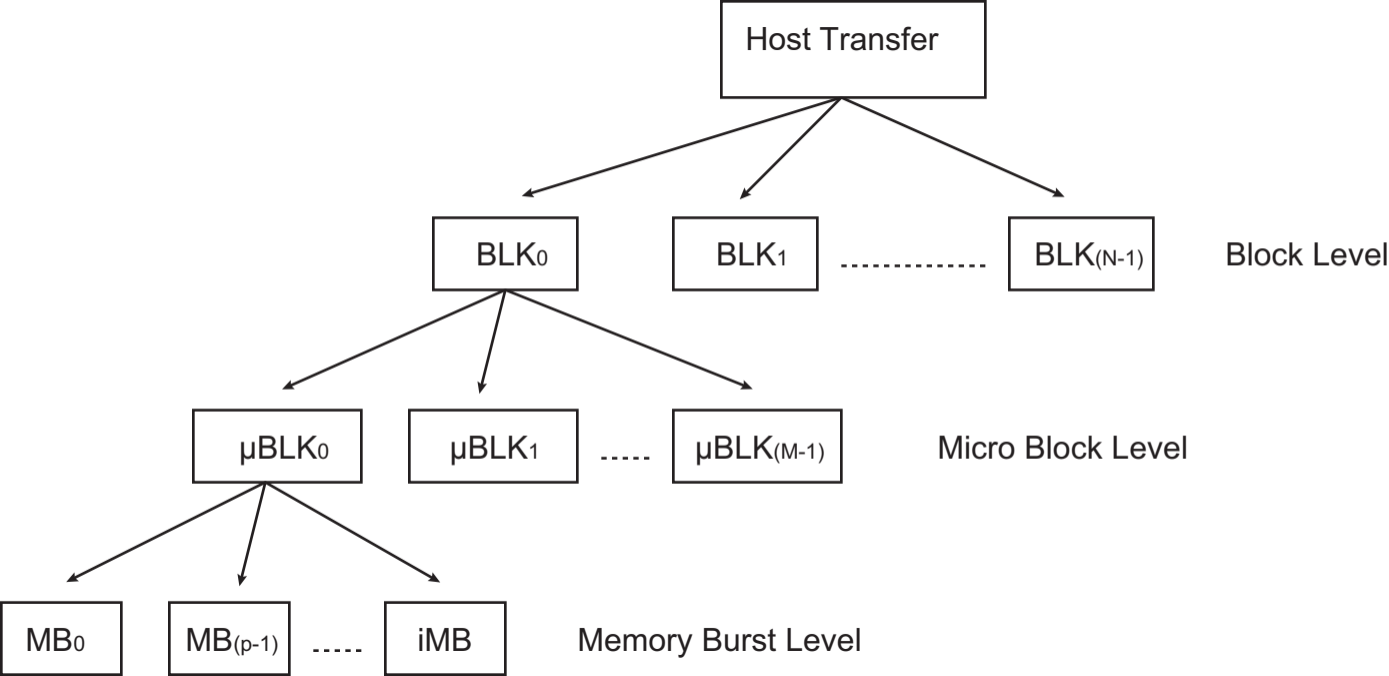 Host Transfer
BLK0 BLK1 ........... BLK(N-1) Block Level
µBLK0 µBLK1 ..... µBLK(M-1) Micro Block Level
MB0 MB(p-1) ..... iMB Memory Burst Level